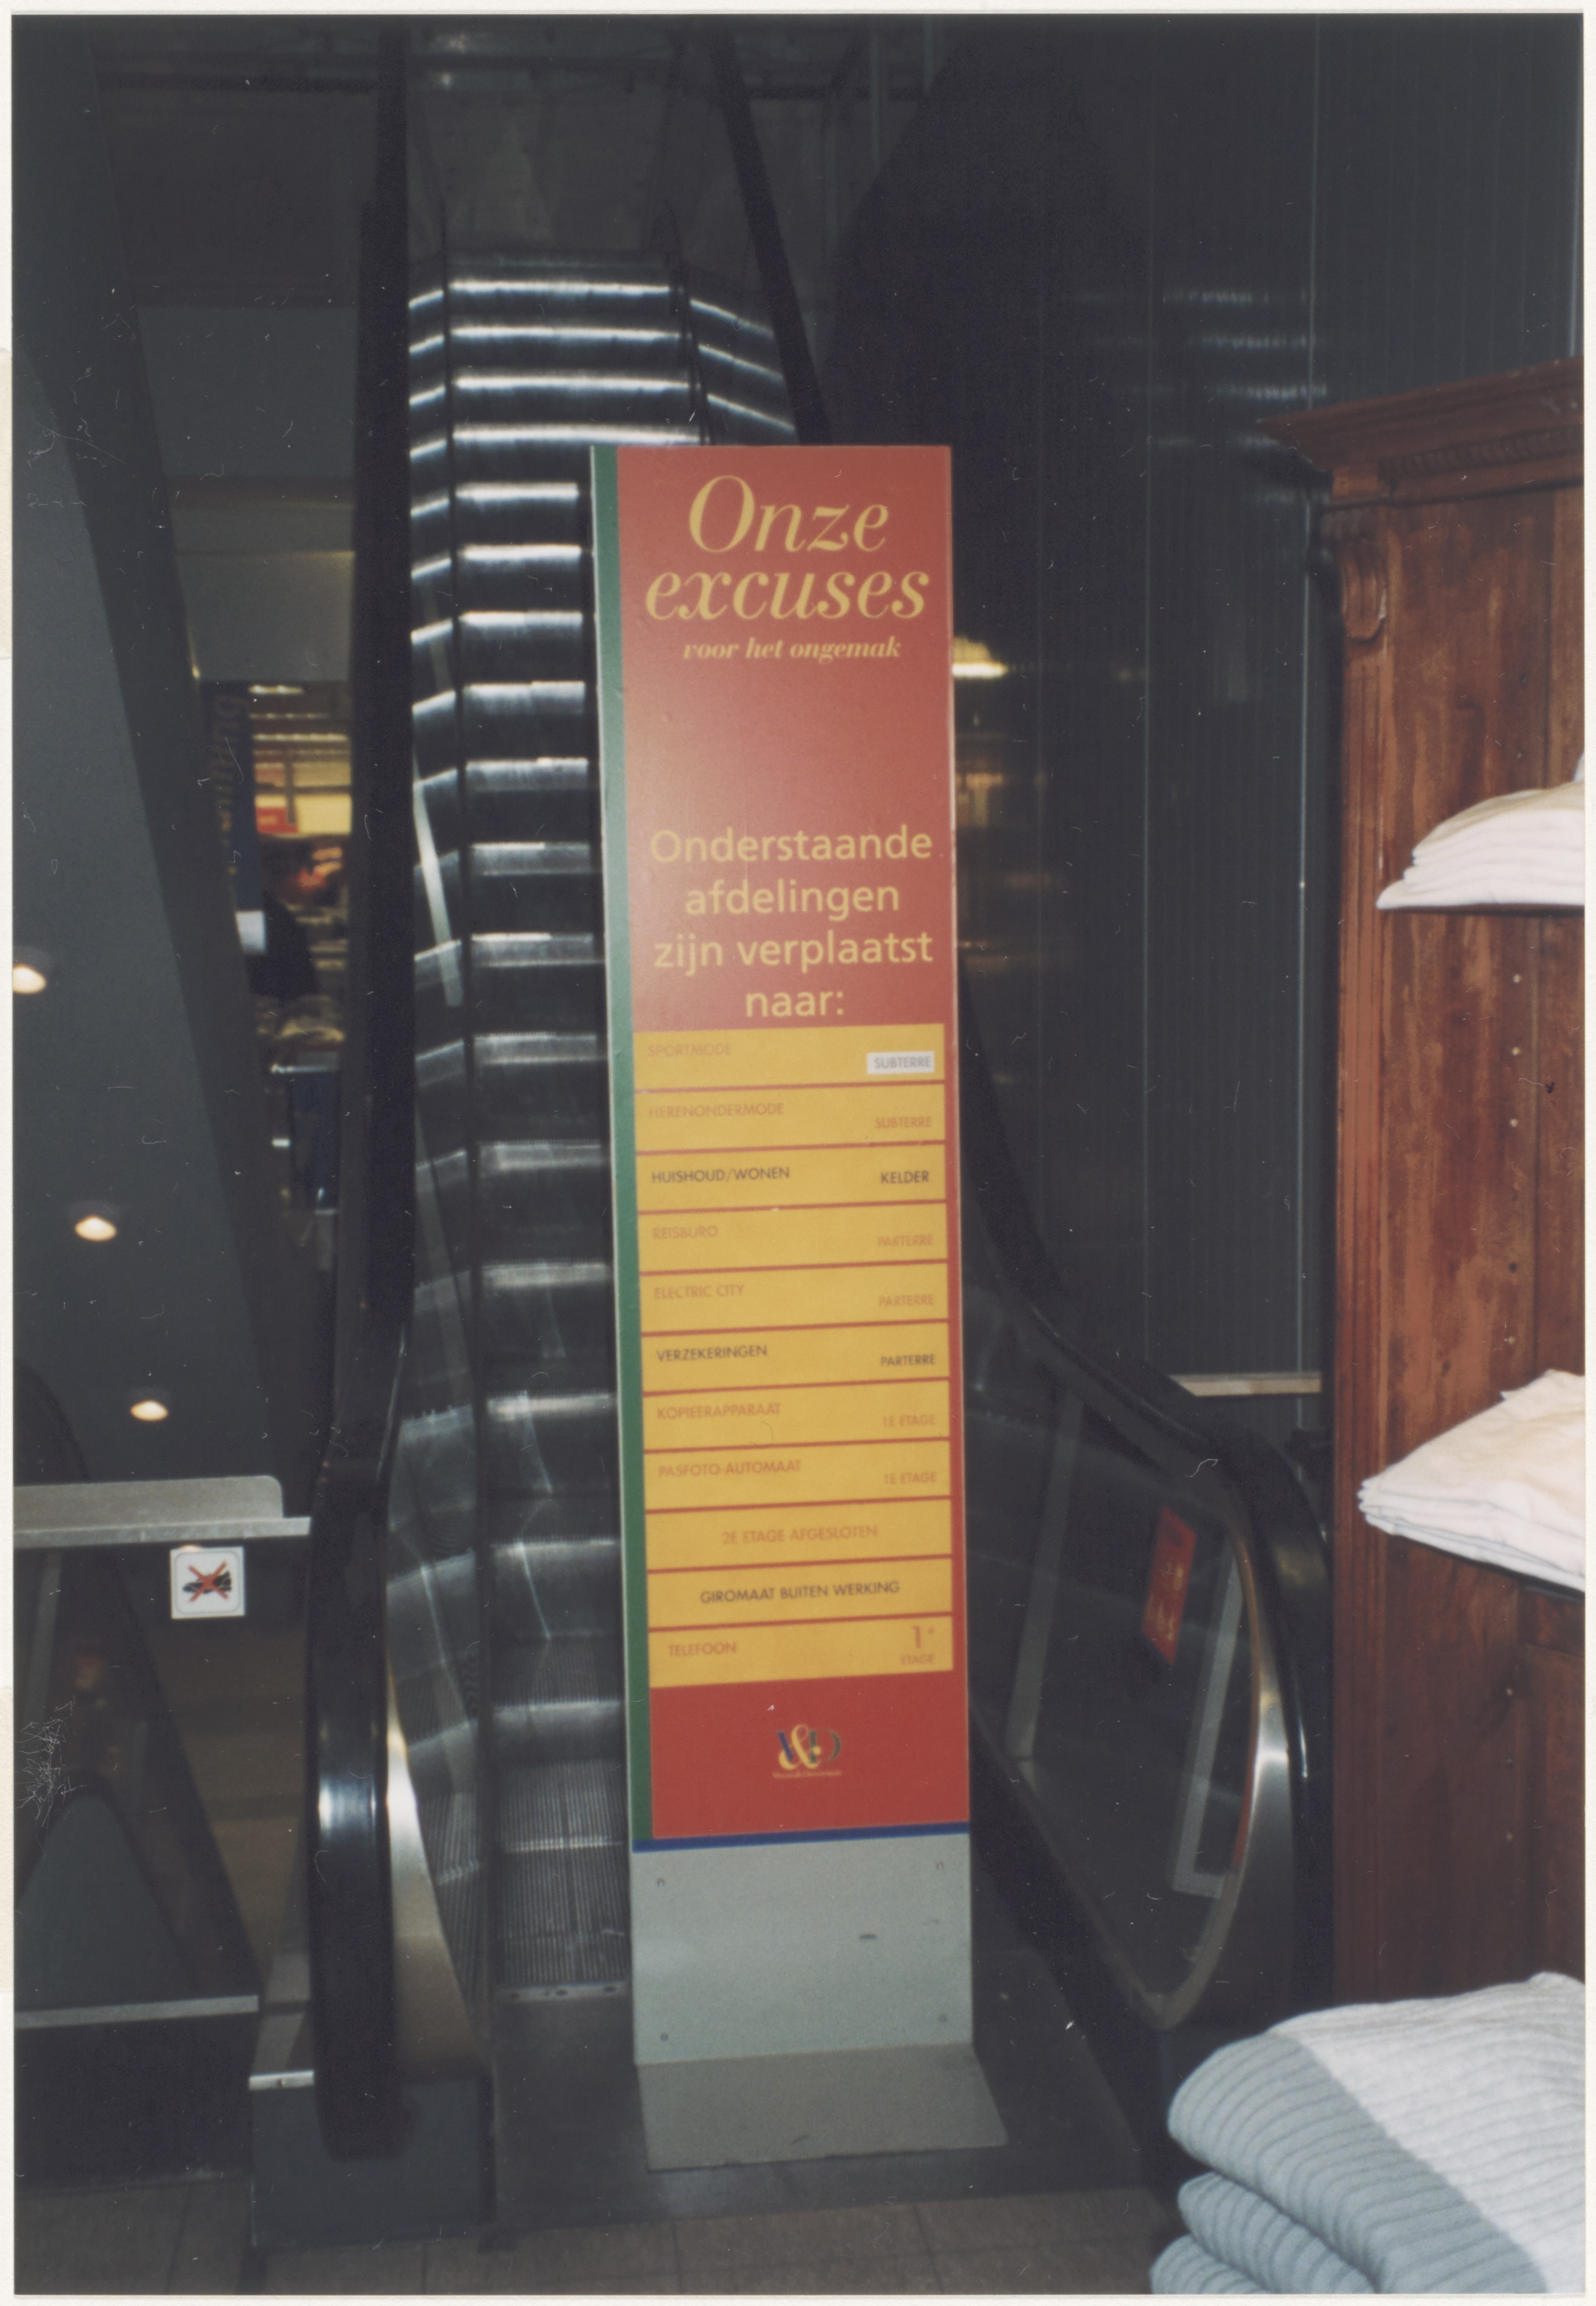 Onze
excuses
voor het ongemak
Onderstaande
afdelingen
zijn verplaatst
naar:
SPORTMODE SUBTERRE
HERENONDERMODE SUBTERRE
HUISHOUD/WONEN KELDER
REISBURO PARTERRE
ELECTRIC CITY PARTERRE
VERZEKERINGEN PARTERRE
KOPIEERAPPARAAT 1E ETAGE
PASFOTO-AUTOMAAT 1E ETAGE
2E ETAGE AFGESLOTEN
GIROMAAT BUITEN WERKING
TELEFOON 1e ETAGE
V&D